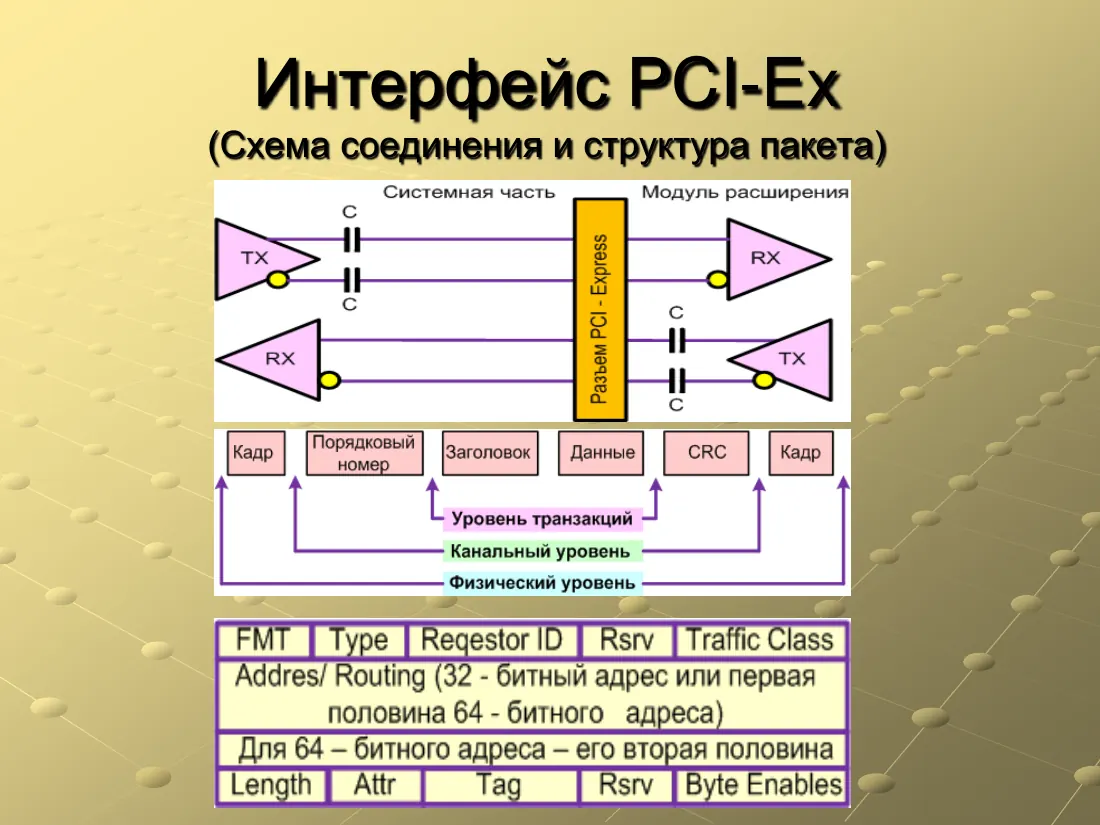 Интерфейс PCI-Ex
(Схема соединения и структура пакета)
Системная часть
Модуль расширения
C
TX
C
RX
Разъем PCI - Express
RX
C
TX
C
Кадр
Порядковый
номер
Заголовок
Данные
CRC
Кадр
Уровень транзакций
Канальный уровень
Физический уровень
FMT Type Reqestor ID Rsrv Traffic Class
Addres/ Routing (32 - битный адрес или первая
половина 64 - битного адреса)
Для 64 – битного адреса – его вторая половина
Length Attr Tag Rsrv Byte Enables